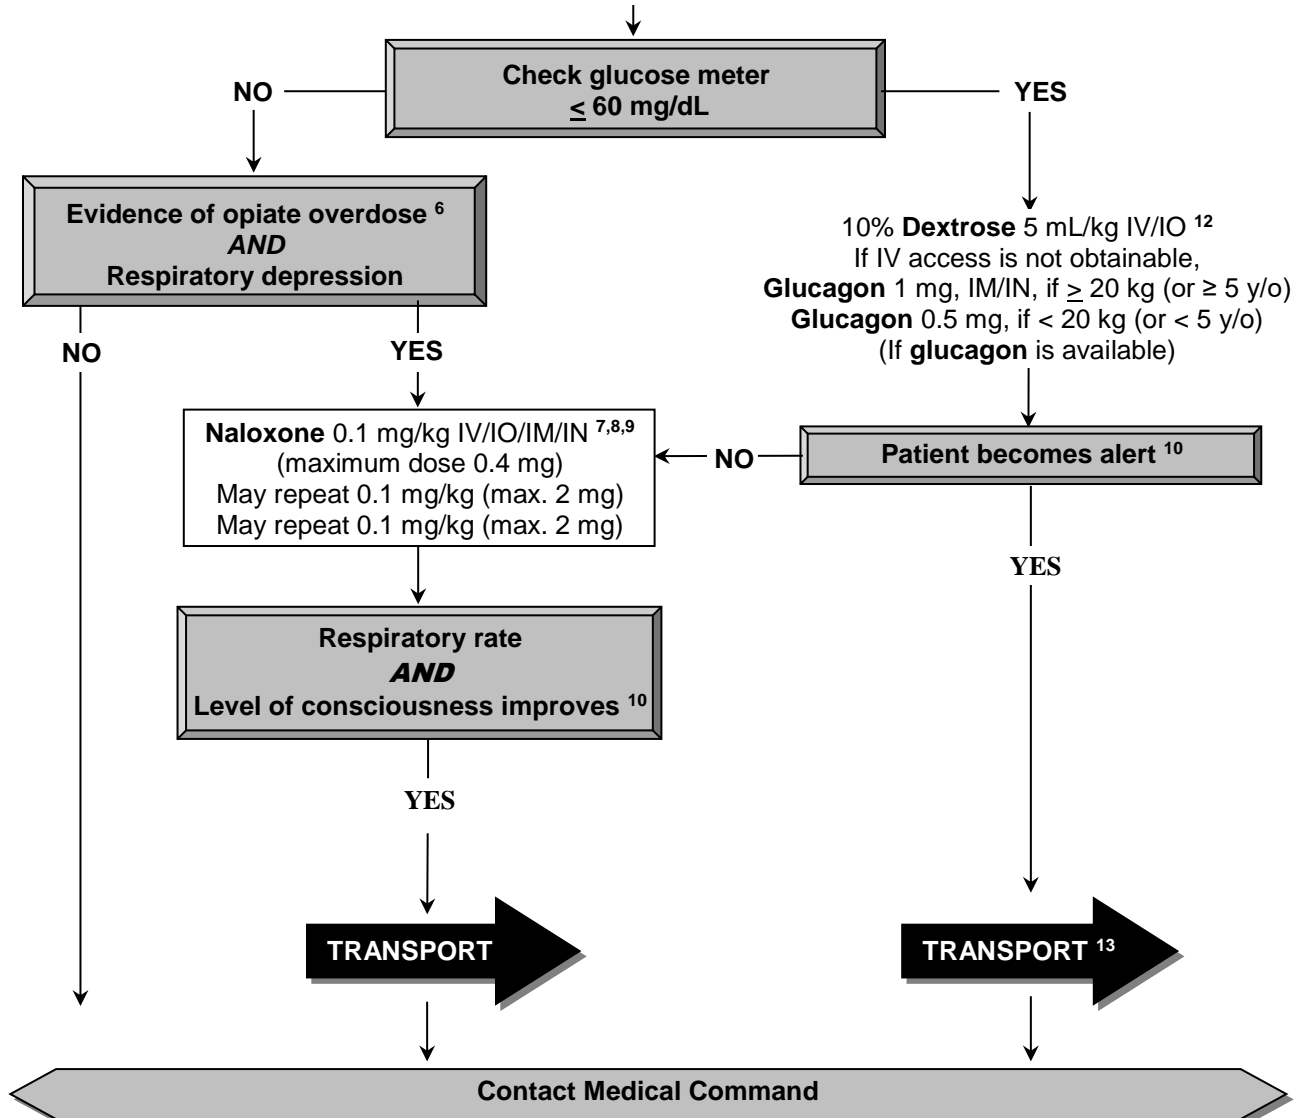 Check glucose meter
≤ 60 mg/dL
NO
YES
Evidence of opiate overdose 6
AND
Respiratory depression
10% Dextrose 5 mL/kg IV/IO 12
If IV access is not obtainable,
Glucagon 1 mg, IM/IN, if ≥ 20 kg (or ≥ 5 y/o)
Glucagon 0.5 mg, if < 20 kg (or < 5 y/o)
(If glucagon is available)
NO
YES
Naloxone 0.1 mg/kg IV/IO/IM/IN 7,8,9
(maximum dose 0.4 mg)
May repeat 0.1 mg/kg (max. 2 mg)
May repeat 0.1 mg/kg (max. 2 mg)
NO
Patient becomes alert 10
YES
Respiratory rate
AND
Level of consciousness improves 10
YES
TRANSPORT
TRANSPORT 13
Contact Medical Command